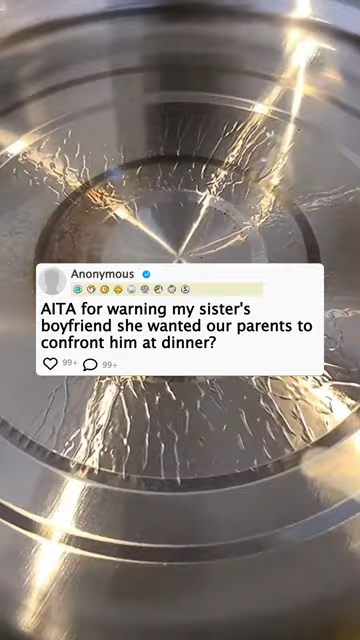 Anonymous
AITA for warning my sister's
boyfriend she wanted our parents to
confront him at dinner?
99+ 99+